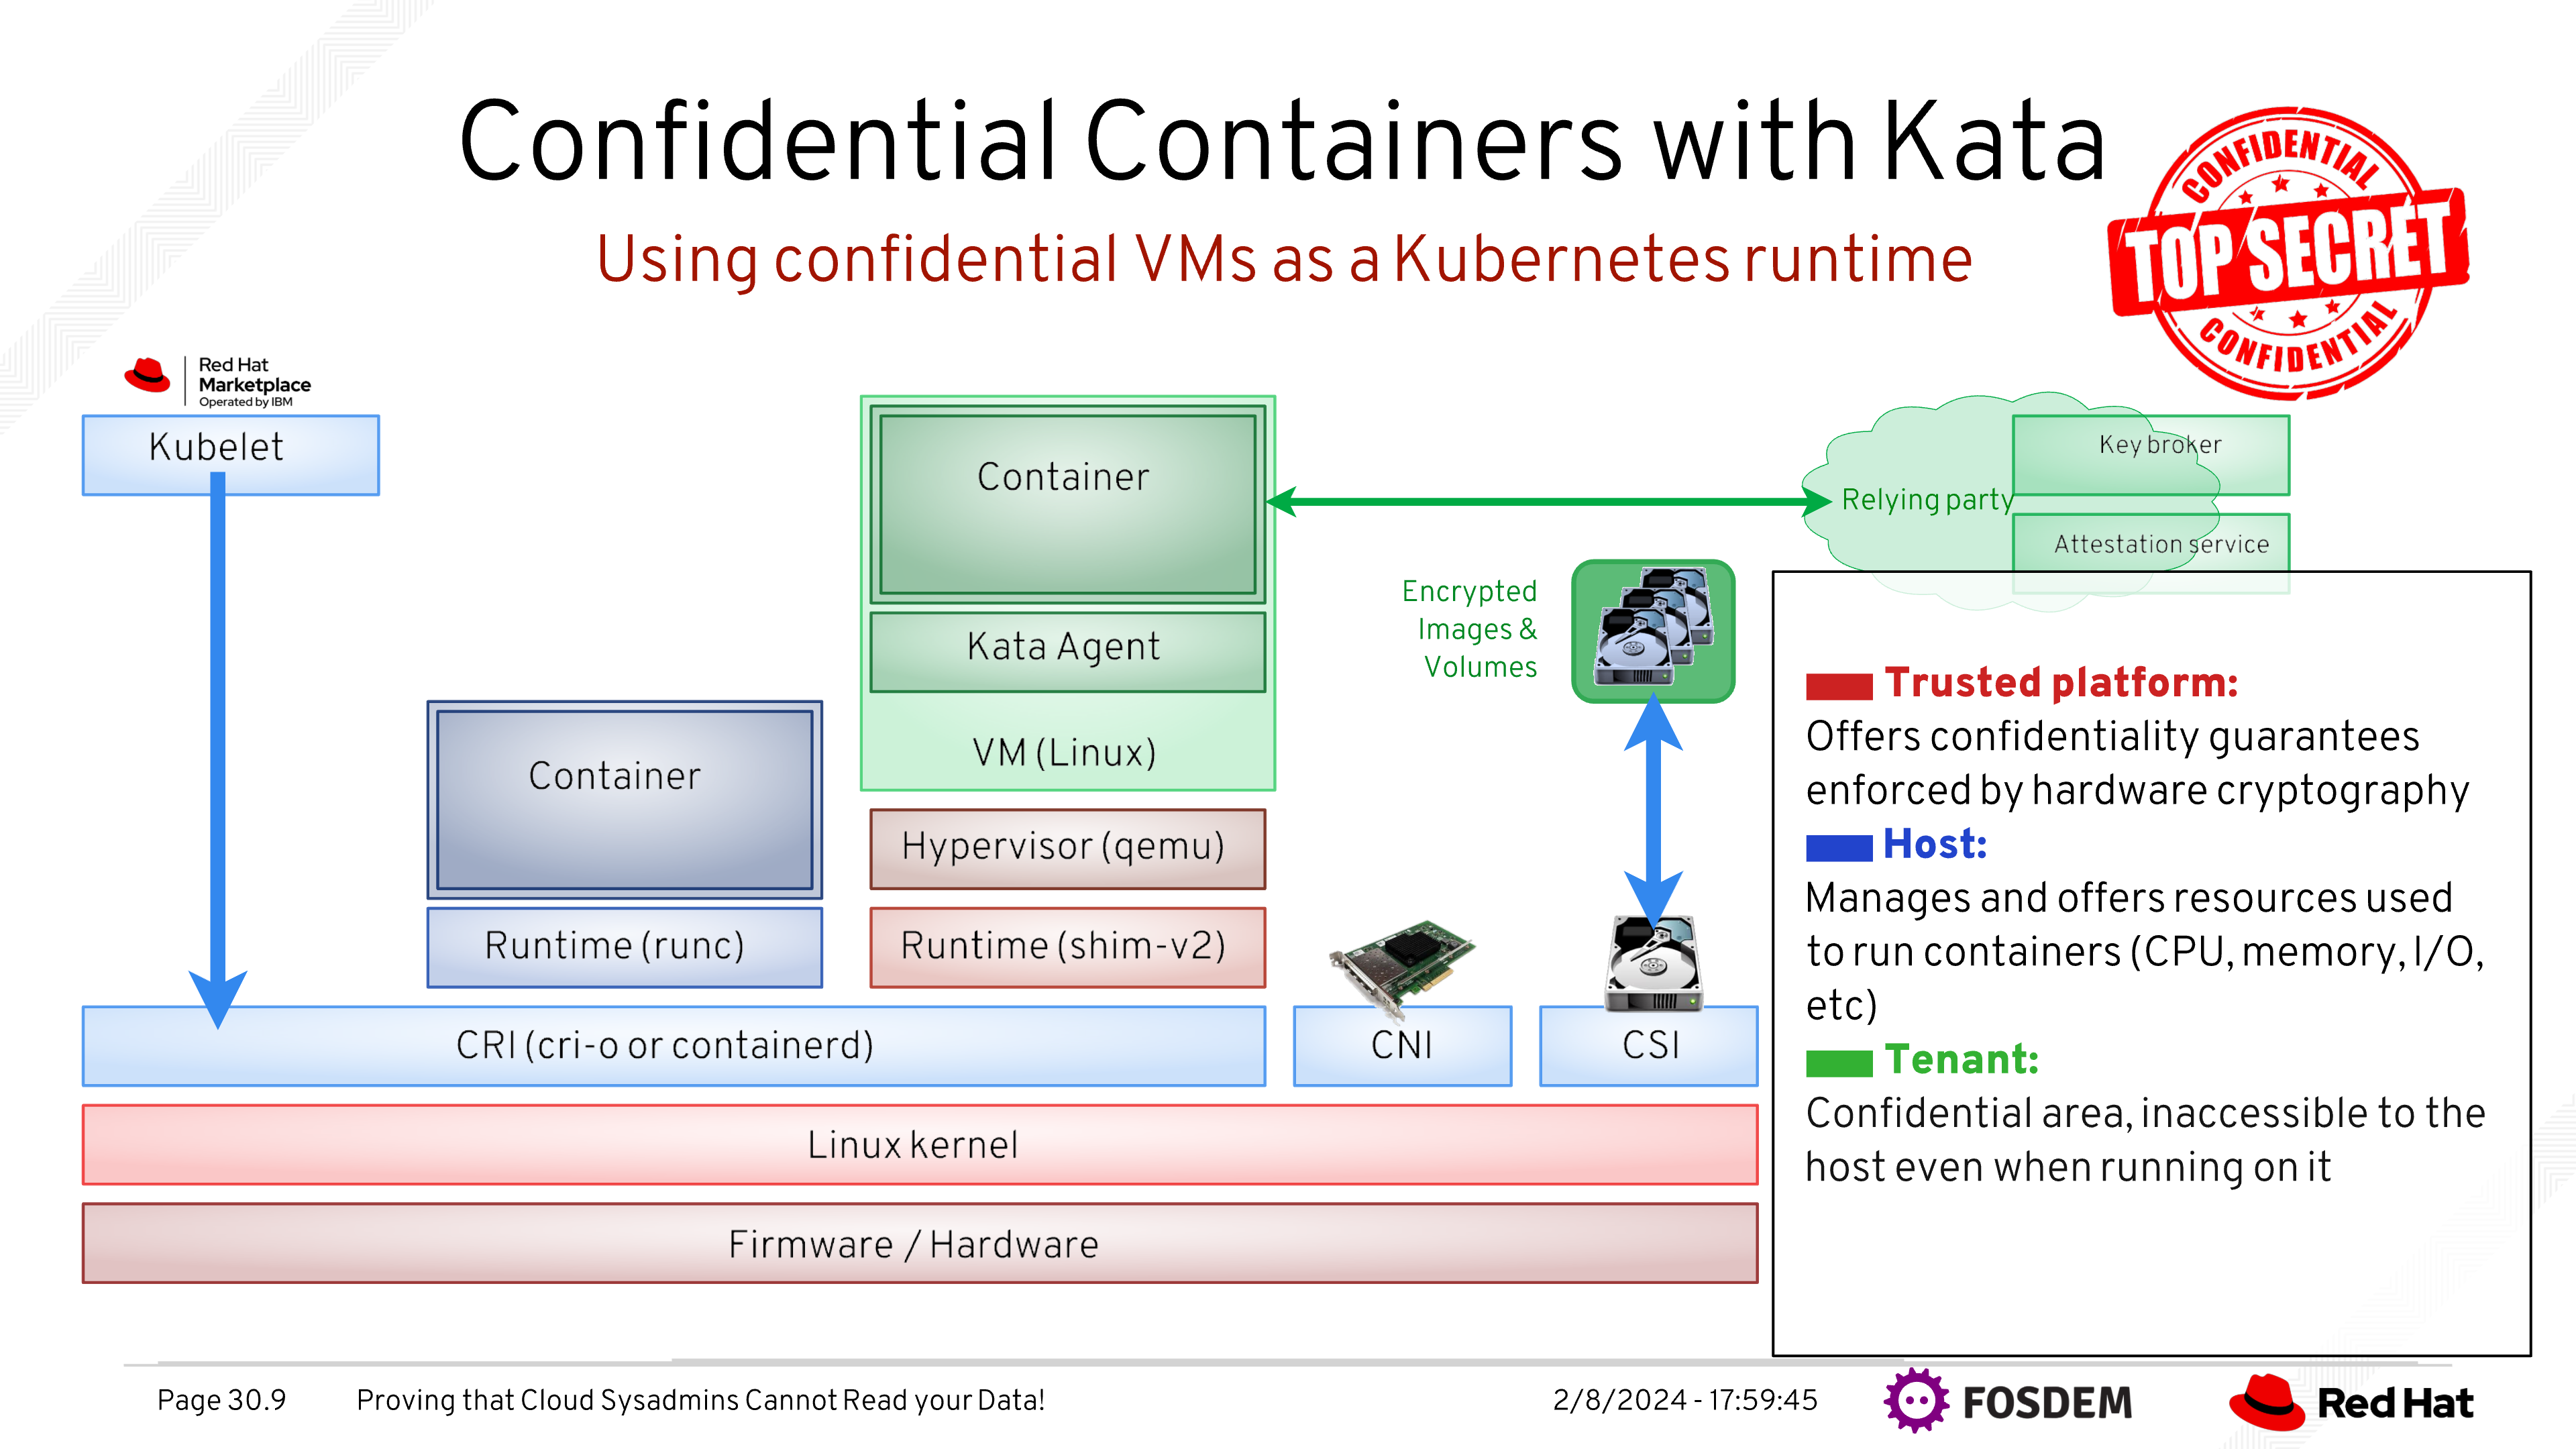 Confidential Containers with Kata
Using confidential VMs as a Kubernetes runtime
CONFIDENTIAL
TOP SECRET
CONFIDENTIAL
Red Hat
Marketplace
Operated by IBM
Kubelet
Container
Kata Agent
VM (Linux)
Hypervisor (qemu)
Runtime (shim-v2)
Container
Runtime (runc)
Key broker
Relying party
Attestation service
Encrypted
Images &
Volumes
CRI (cri-o or containerd)
CNI
CSI
Linux kernel
Firmware / Hardware
Trusted platform:
Offers confidentiality guarantees
enforced by hardware cryptography
Host:
Manages and offers resources used
to run containers (CPU, memory, I/O,
etc)
Tenant:
Confidential area, inaccessible to the
host even when running on it
Page 30.9
Proving that Cloud Sysadmins Cannot Read your Data!
2/8/2024 - 17:59:45
FOSDEM
Red Hat